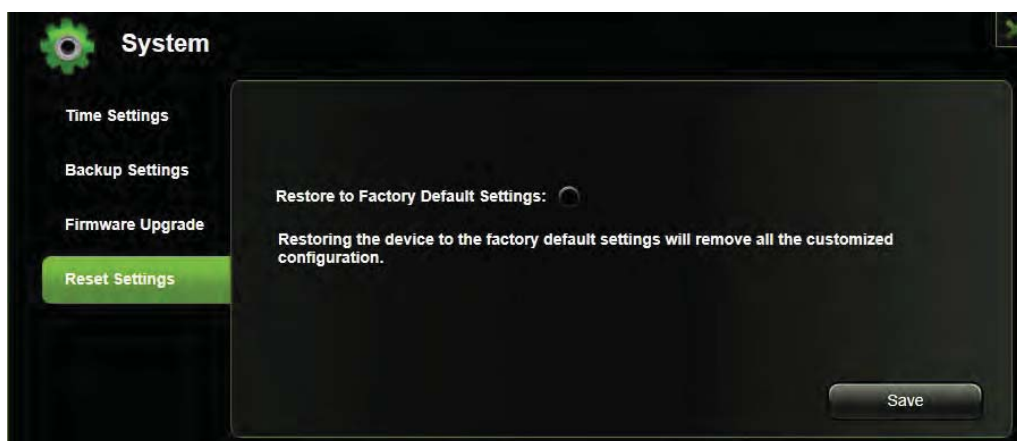 System
Time Settings
Backup Settings
Firmware Upgrade
Reset Settings
Restore to Factory Default Settings:
Restoring the device to the factory default settings will remove all the customized
configuration.
Save